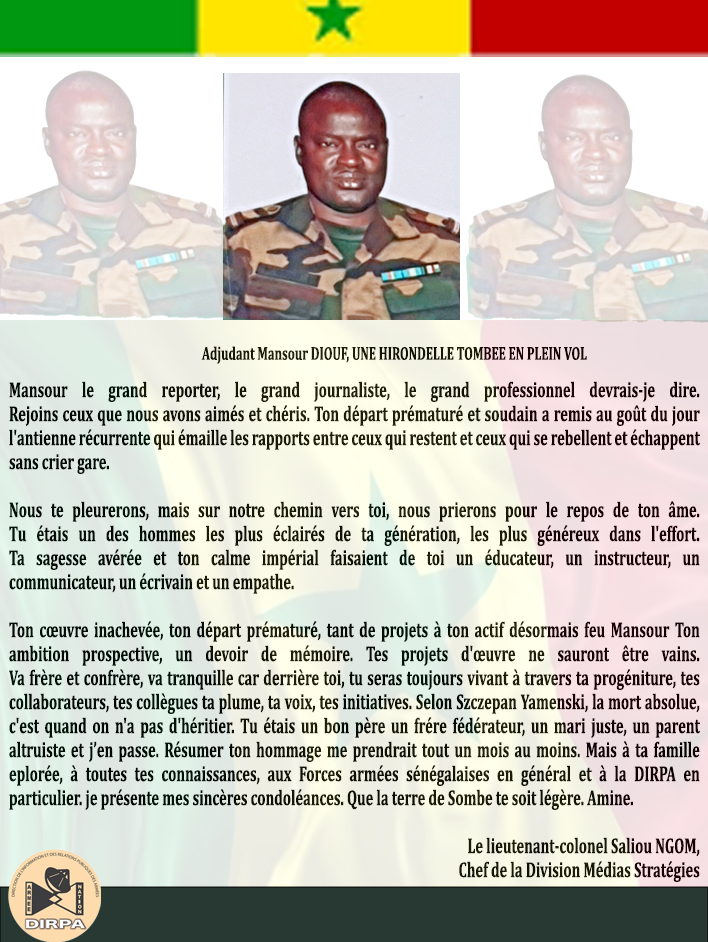 Adjudant Mansour DIOUF, UNE HIRONDELLE TOMBEE EN PLEIN VOL
Mansour le grand reporter, le grand journaliste, le grand professionnel devrais-je dire.
Rejoins ceux que nous avons aimés et chéris. Ton départ prématuré et soudain a remis au goût du jour
l'antienne récurrente qui émaille les rapports entre ceux qui restent et ceux qui se rebellent et échappent
sans crier gare.
Nous te pleurerons, mais sur notre chemin vers toi, nous prierons pour le repos de ton âme.
Tu étais un des hommes les plus éclairés de ta génération, les plus généreux dans l'effort.
Ta sagesse avérée et ton calme impérial faisaient de toi un éducateur, un instructeur, un
communicateur, un écrivain et un empathe.
Ton cœuvre inachevée, ton départ prématuré, tant de projets à ton actif désormais feu Mansour Ton
ambition prospective, un devoir de mémoire. Tes projets d'œuvre ne sauront être vains.
Va frère et confrère, va tranquille car derrière toi, tu seras toujours vivant à travers ta progéniture, tes
collaborateurs, tes collègues ta plume, ta voix, tes initiatives. Selon Szczepan Yamenski, la mort absolue,
c'est quand on n'a pas d'héritier. Tu étais un bon père un frére fédérateur, un mari juste, un parent
altruiste et j'en passe. Résumer ton hommage me prendrait tout un mois au moins. Mais à ta famille
eplorée, à toutes tes connaissances, aux Forces armées sénégalaises en général et à la DIRPA en
particulier. je présente mes sincères condoléances. Que la terre de Sombe te soit légère. Amine.
Le lieutenant-colonel Saliou NGOM,
Chef de la Division Médias Stratégies
DIRECTION DE L'INFORMATION ET DES RELATIONS PUBLIQUES DES ARMEES
ARMEE
NATION
DIRPA